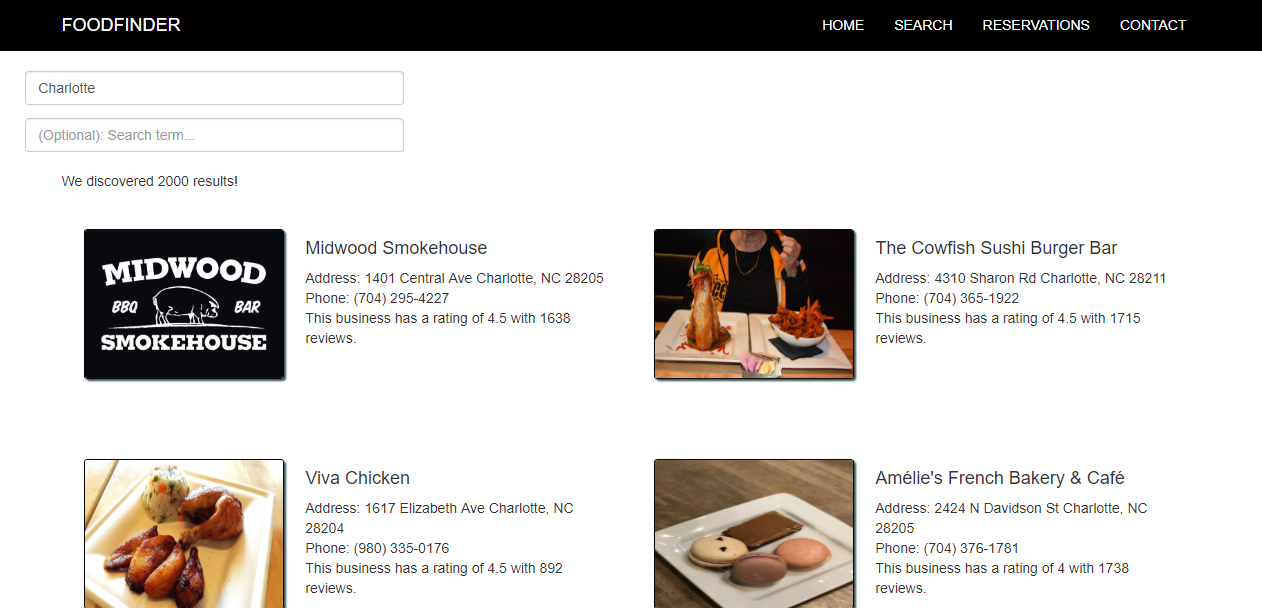 FOODFINDER
HOME SEARCH RESERVATIONS CONTACT
Charlotte
(Optional): Search term...
We discovered 2000 results!
MIDWOOD
BBQ BAR
SMOKEHOUSE
Midwood Smokehouse
Address: 1401 Central Ave Charlotte, NC 28205
Phone: (704) 295-4227
This business has a rating of 4.5 with 1638
reviews.
The Cowfish Sushi Burger Bar
Address: 4310 Sharon Rd Charlotte, NC 28211
Phone: (704) 365-1922
This business has a rating of 4.5 with 1715
reviews.
Viva Chicken
Address: 1617 Elizabeth Ave Charlotte, NC
28204
Phone: (980) 335-0176
This business has a rating of 4.5 with 892
reviews.
Amélie's French Bakery & Café
Address: 2424 N Davidson St Charlotte, NC
28205
Phone: (704) 376-1781
This business has a rating of 4 with 1738
reviews.